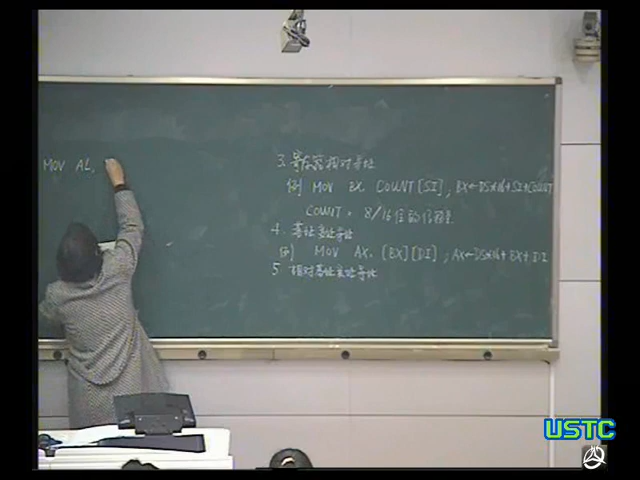 MOV AL,
3. 寄存器相对寻址
例 MOV BX, COUNT[SI]; BX←DS×16+SI+COUNT
COUNT, 8/16位的位移量
4. 基址变址寻址
例) MOV AX, [BX][DI]; AX←DS×16+BX+DI
5. 相对基址变址寻址
USTC